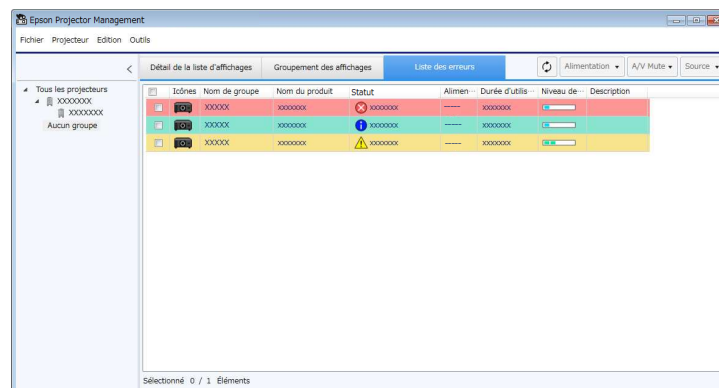 Epson Projector Management
Fichier Projecteur Edition Outils
< Détail de la liste d'affichages Groupement des affichages Liste des erreurs Alimentation A/V Mute Source
Tous les projecteurs
XXXXXXX
XXXXXXX
Aucun groupe
Icônes Nom de groupe Nom du produit Statut Alimen··· Durée d'utilis··· Niveau de··· Description
XXXXX xxxxxxx xxxxxxx ----- xxxxxxx
XXXXX xxxxxxx xxxxxxx ----- xxxxxxx
XXXXX xxxxxxx xxxxxxx ----- xxxxxxx
Sélectionné 0 / 1 Éléments